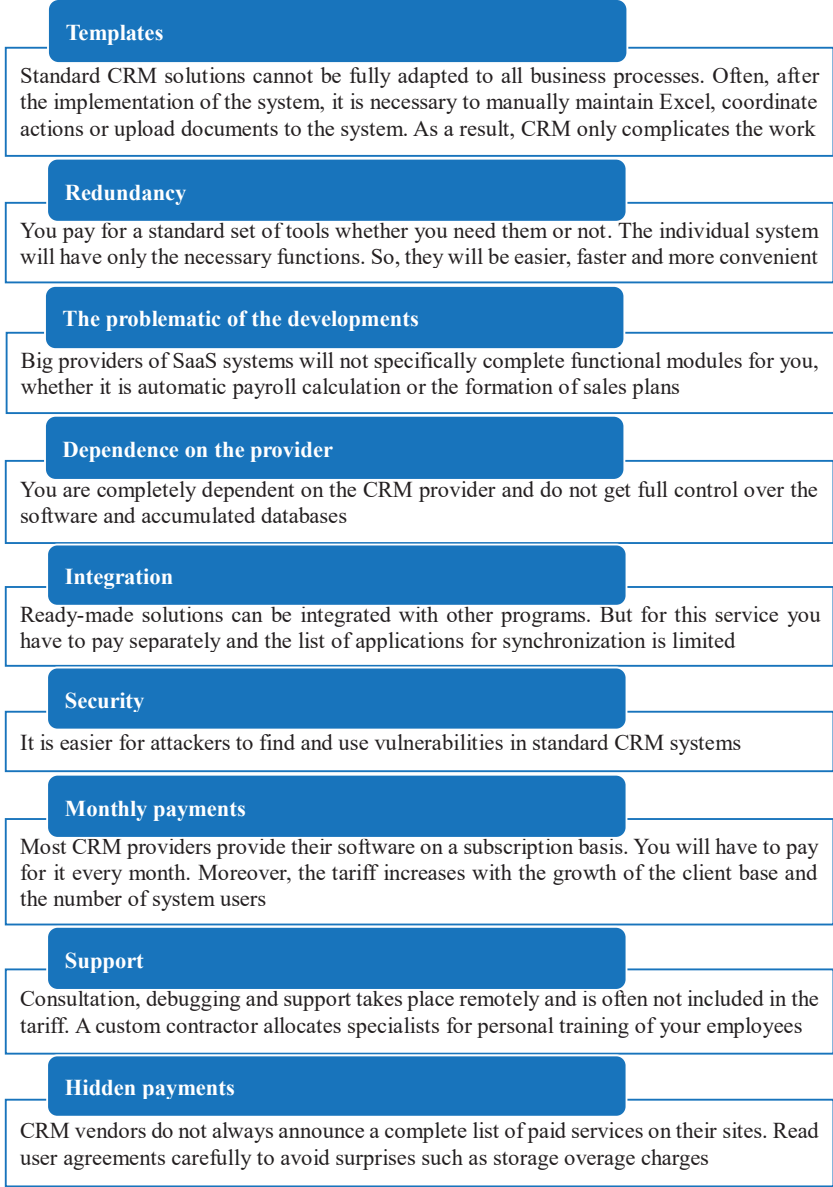 Templates
Standard CRM solutions cannot be fully adapted to all business processes. Often, after
the implementation of the system, it is necessary to manually maintain Excel, coordinate
actions or upload documents to the system. As a result, CRM only complicates the work
Redundancy
You pay for a standard set of tools whether you need them or not. The individual system
will have only the necessary functions. So, they will be easier, faster and more convenient
The problematic of the developments
Big providers of SaaS systems will not specifically complete functional modules for you,
whether it is automatic payroll calculation or the formation of sales plans
Dependence on the provider
You are completely dependent on the CRM provider and do not get full control over the
software and accumulated databases
Integration
Ready-made solutions can be integrated with other programs. But for this service you
have to pay separately and the list of applications for synchronization is limited
Security
It is easier for attackers to find and use vulnerabilities in standard CRM systems
Monthly payments
Most CRM providers provide their software on a subscription basis. You will have to pay
for it every month. Moreover, the tariff increases with the growth of the client base and
the number of system users
Support
Consultation, debugging and support takes place remotely and is often not included in the
tariff. A custom contractor allocates specialists for personal training of your employees
Hidden payments
CRM vendors do not always announce a complete list of paid services on their sites. Read
user agreements carefully to avoid surprises such as storage overage charges